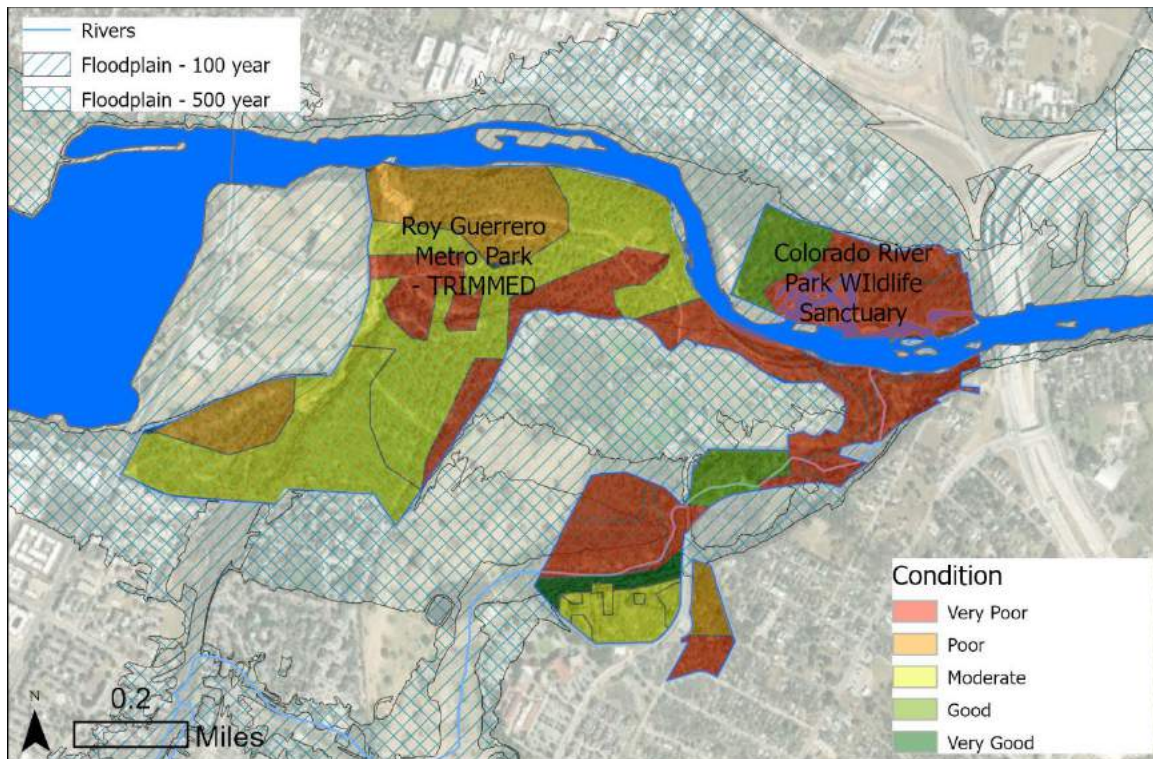 Rivers
Floodplain - 100 year
Floodplain - 500 year
Roy Guerrero
Metro Park
- TRIMMED
Colorado River
Park WIldlife
Sanctuary
Condition
Very Poor
Poor
Moderate
Good
Very Good
N
0.2
Miles